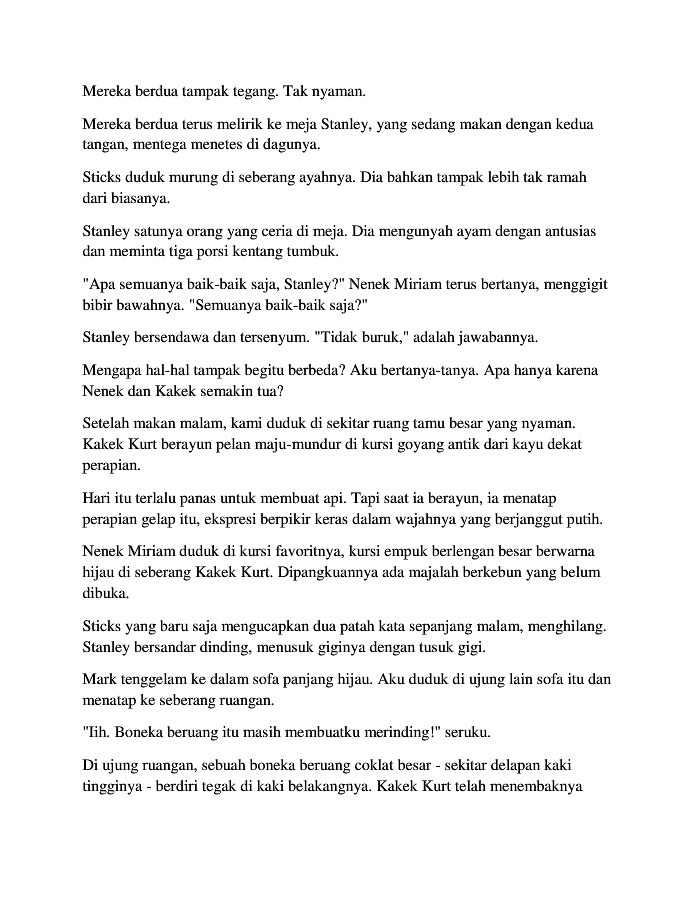 Mereka berdua tampak tegang. Tak nyaman.
Mereka berdua terus melirik ke meja Stanley, yang sedang makan dengan kedua
tangan, mentega menetes di dagunya.
Sticks duduk murung di seberang ayahnya. Dia bahkan tampak lebih tak ramah
dari biasanya.
Stanley satunya orang yang ceria di meja. Dia mengunyah ayam dengan antusias
dan meminta tiga porsi kentang tumbuk.
"Apa semuanya baik-baik saja, Stanley?" Nenek Miriam terus bertanya, menggigit
bibir bawahnya. "Semuanya baik-baik saja?"
Stanley bersendawa dan tersenyum. "Tidak buruk," adalah jawabannya.
Mengapa hal-hal tampak begitu berbeda? Aku bertanya-tanya. Apa hanya karena
Nenek dan Kakek semakin tua?
Setelah makan malam, kami duduk di sekitar ruang tamu besar yang nyaman.
Kakek Kurt berayun pelan maju-mundur di kursi goyang antik dari kayu dekat
perapian.
Hari itu terlalu panas untuk membuat api. Tapi saat ia berayun, ia menatap
perapian gelap itu, ekspresi berpikir keras dalam wajahnya yang berjanggut putih.
Nenek Miriam duduk di kursi favoritnya, kursi empuk berlengan besar berwarna
hijau di seberang Kakek Kurt. Dipangkuannya ada majalah berkebun yang belum
dibuka.
Sticks yang baru saja mengucapkan dua patah kata sepanjang malam, menghilang.
Stanley bersandar dinding, menusuk giginya dengan tusuk gigi.
Mark tenggelam ke dalam sofa panjang hijau. Aku duduk di ujung lain sofa itu dan
menatap ke seberang ruangan.
"Iih. Boneka beruang itu masih membuatku merinding!" seruku.
Di ujung ruangan, sebuah boneka beruang coklat besar - sekitar delapan kaki
tingginya - berdiri tegak di kaki belakangnya. Kakek Kurt telah menembaknya